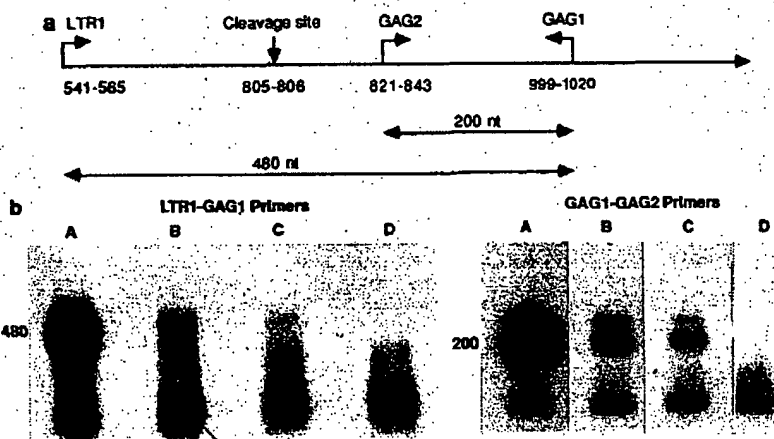 a LTR1 Cleavage site GAG2 GAG1
541-565 805-806 821-843 999-1020
200 nt
480 nt
b LTR1-GAG1 Primers GAG1-GAG2 Primers
A B C D A B C D
480 200